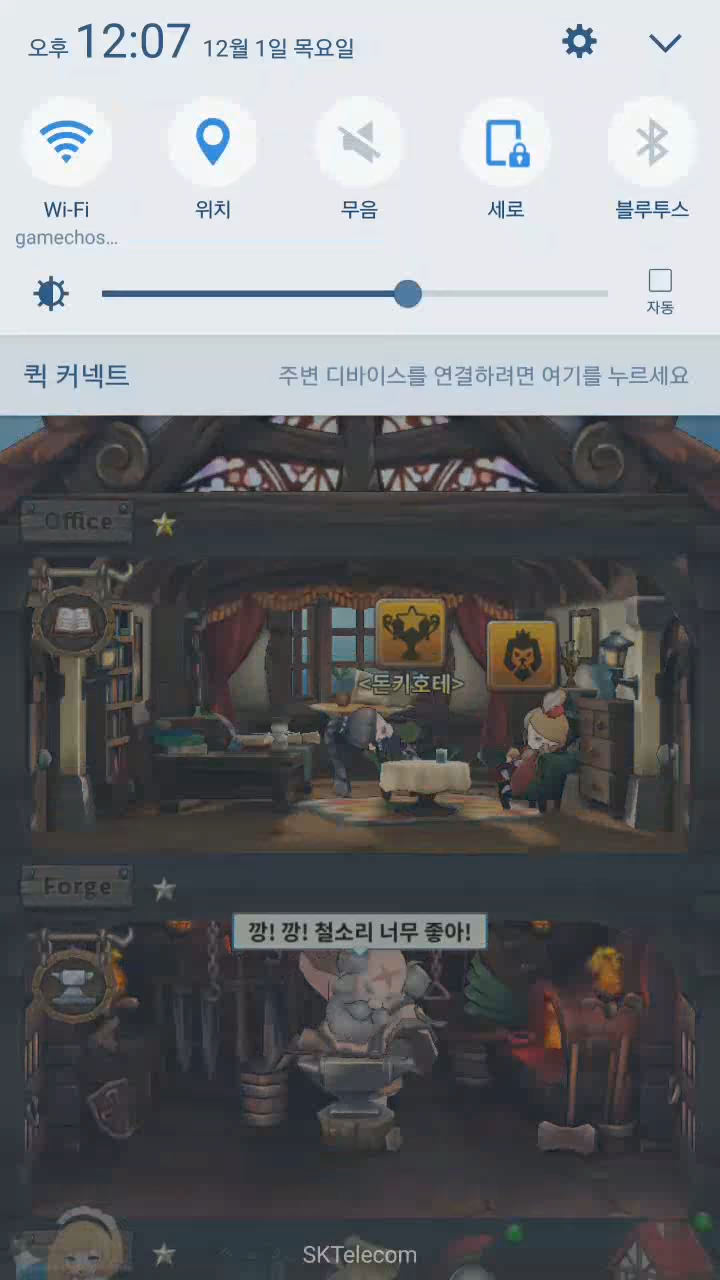 오후 12:07 12월 1일 목요일
Wi-Fi 위치 무음 세로 블루투스
gamechos...
자동
퀵 커넥트 주변 디바이스를 연결하려면 여기를 누르세요
Office
<돈키호테>
Forge
깡! 깡! 철소리 너무 좋아!
SKTelecom